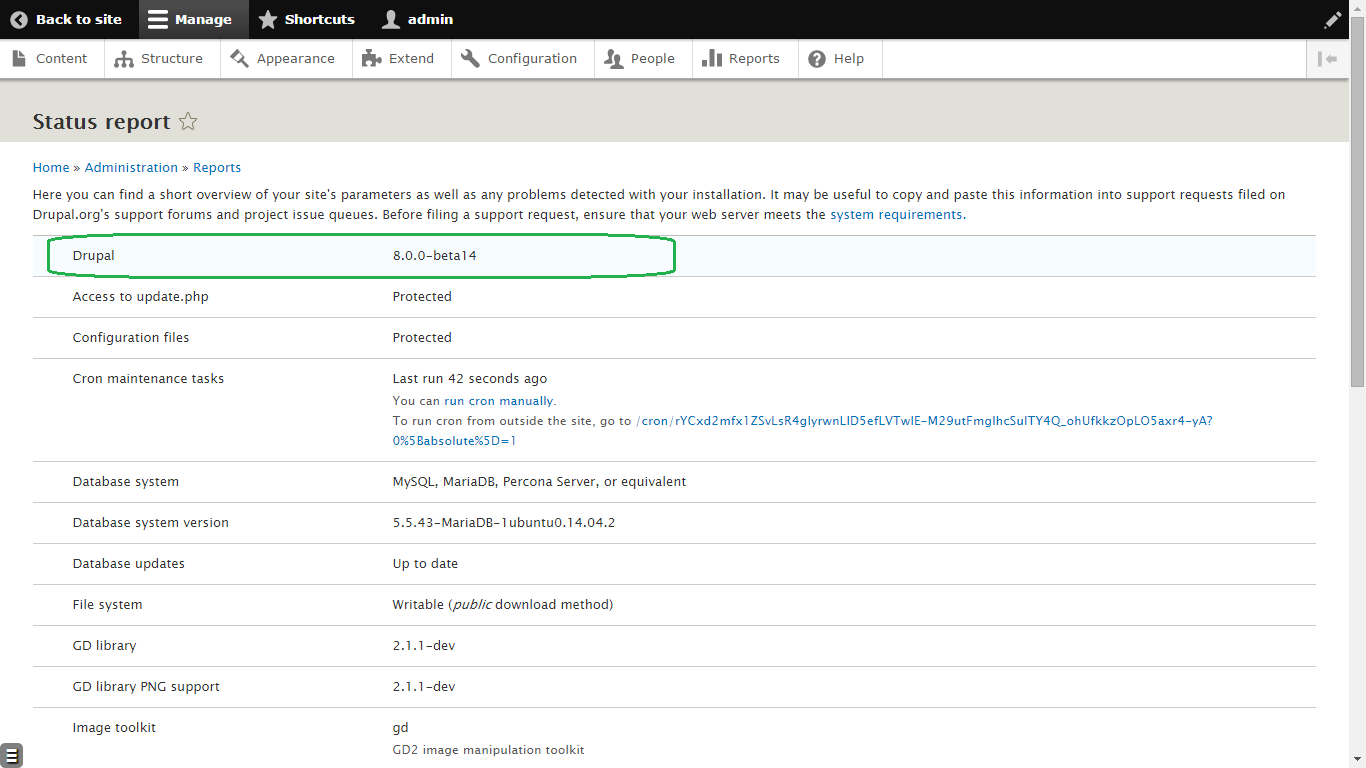 Back to site Manage Shortcuts admin
Content Structure Appearance Extend Configuration People Reports Help
Status report
Home » Administration » Reports
Here you can find a short overview of your site's parameters as well as any problems detected with your installation. It may be useful to copy and paste this information into support requests filed on
Drupal.org's support forums and project issue queues. Before filing a support request, ensure that your web server meets the system requirements.
Drupal 8.0.0-beta14
Access to update.php Protected
Configuration files Protected
Cron maintenance tasks Last run 42 seconds ago
You can run cron manually.
To run cron from outside the site, go to /cron/rYCxd2mfx1ZSvLsR4glyrwnLID5efLVTwIE-M29utFmglhcSulTY4Q_ohUfkkzOpLO5axr4-yA?
0%5Babsolute%5D=1
Database system MySQL, MariaDB, Percona Server, or equivalent
Database system version 5.5.43-MariaDB-1ubuntu0.14.04.2
Database updates Up to date
File system Writable (public download method)
GD library 2.1.1-dev
GD library PNG support 2.1.1-dev
Image toolkit gd
GD2 image manipulation toolkit